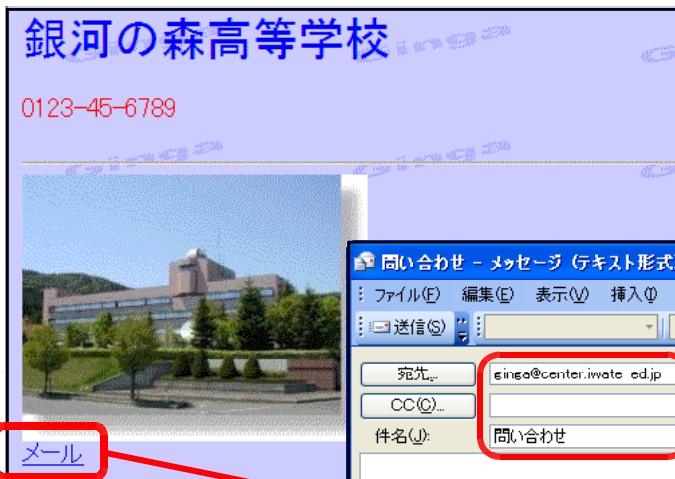 銀河の森高等学校
Ginga
0123-45-6789
Ginga
Ginga
問い合わせ - メッセージ (テキスト形式
ファイル(F) 編集(E) 表示(V) 挿入(I)
送信(S)
宛先...
ginga@center.iwate-ed.jp
CC(C)...
件名(J):
問い合わせ
メール